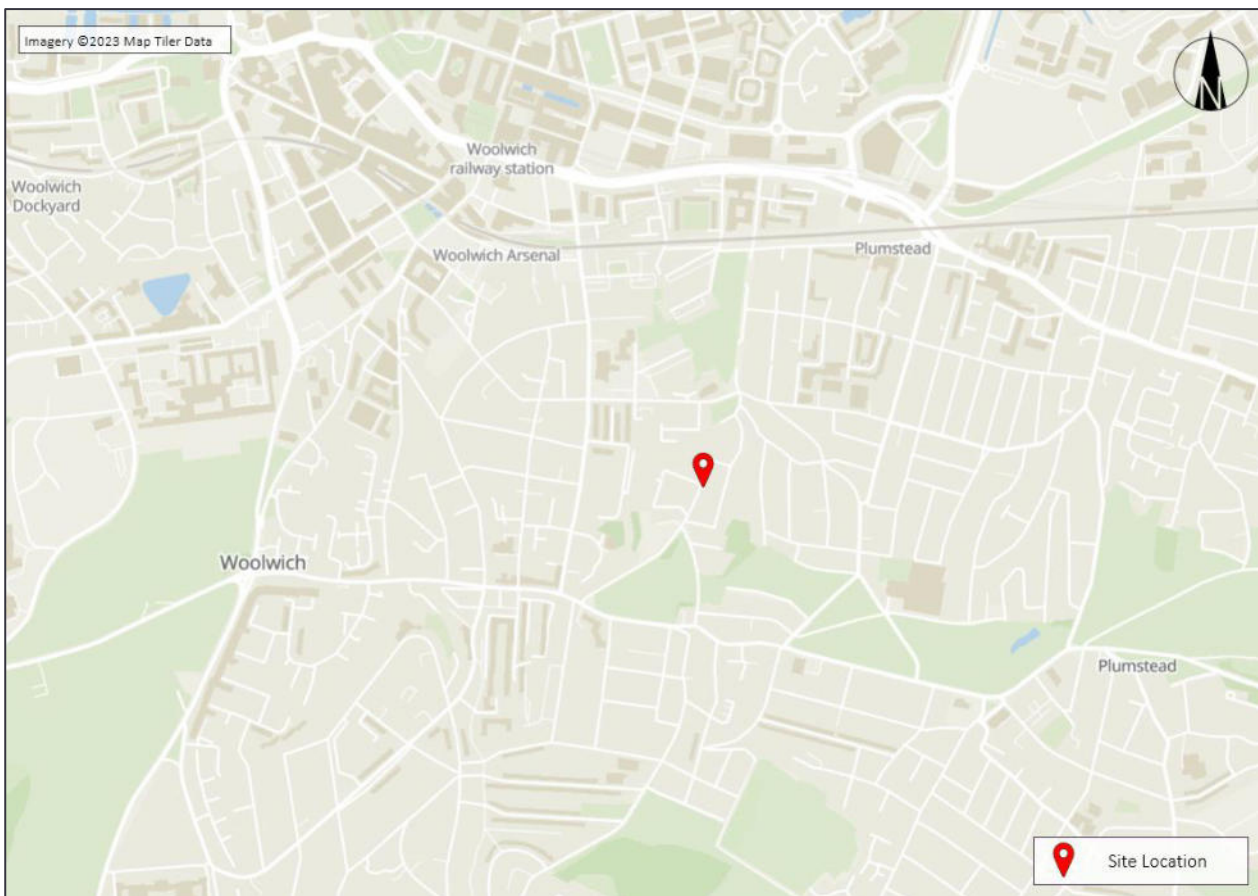 Imagery ©2023 Map Tiler Data
N
Woolwich
railway station
Woolwich
Dockyard
Woolwich Arsenal
Plumstead
Woolwich
Plumstead
Site Location